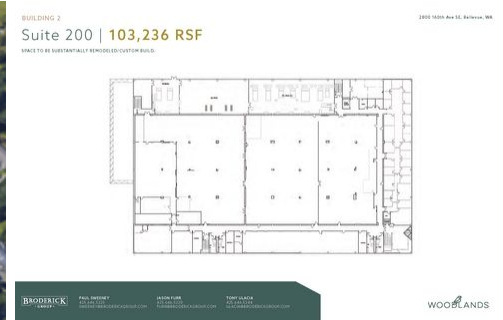 BUILDING 2
2800 160th Ave SE, Bellevue, WA
Suite 200 | 103,236 RSF
SPACE TO BE SUBSTANTIALLY REMODELED/CUSTOM BUILD
BRODERICK
GROUP
PAUL SWEENEY
JASON FURR
TONY ULACIA
WOODLANDS